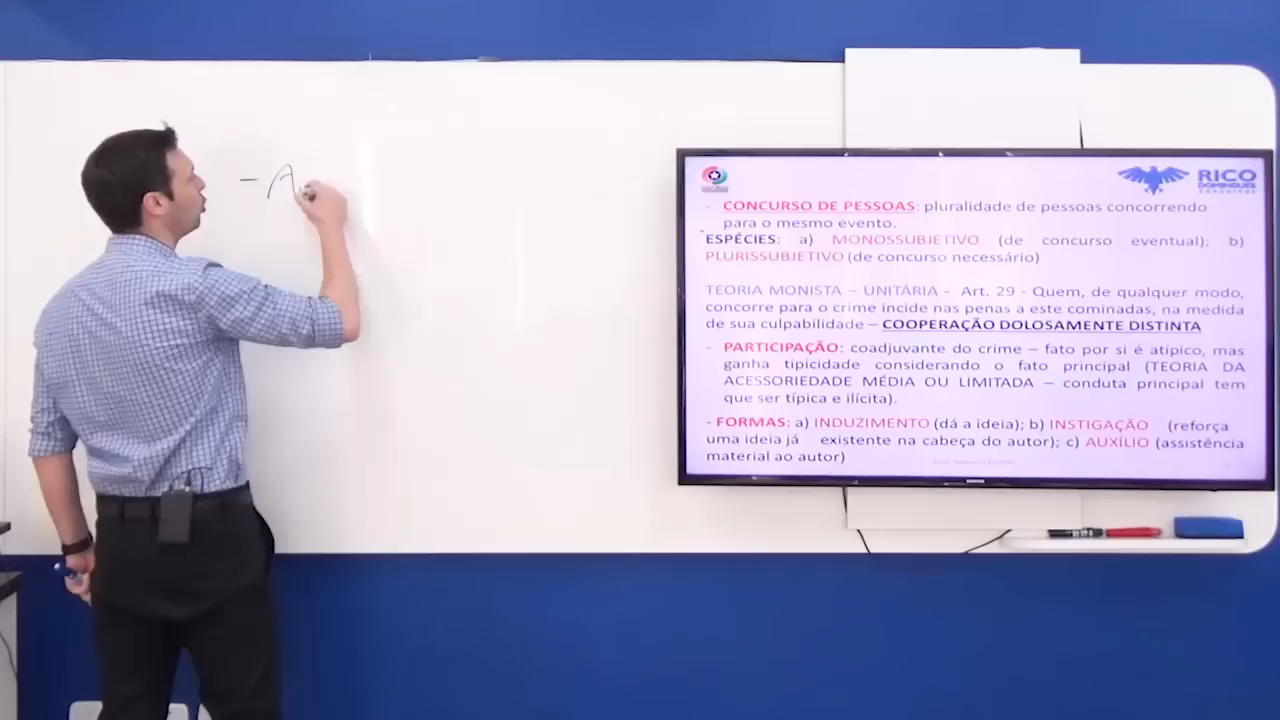 - A
RICO
DOMINGUES
CONCURSOS
- CONCURSO DE PESSOAS: pluralidade de pessoas concorrendo
para o mesmo evento.
ESPÉCIES: a) MONOSSUBJETIVO (de concurso eventual); b)
PLURISSUBJETIVO (de concurso necessário)
TEORIA MONISTA – UNITÁRIA - Art. 29 - Quem, de qualquer modo,
concorre para o crime incide nas penas a este cominadas, na medida
de sua culpabilidade – COOPERAÇÃO DOLOSAMENTE DISTINTA
- PARTICIPAÇÃO: coadjuvante do crime – fato por si é atípico, mas
ganha tipicidade considerando o fato principal (TEORIA DA
ACESSORIEDADE MÉDIA OU LIMITADA – conduta principal tem
que ser típica e ilícita).
- FORMAS: a) INDUZIMENTO (dá a ideia); b) INSTIGAÇÃO (reforça
uma ideia já existente na cabeça do autor); c) AUXÍLIO (assistência
material ao autor)